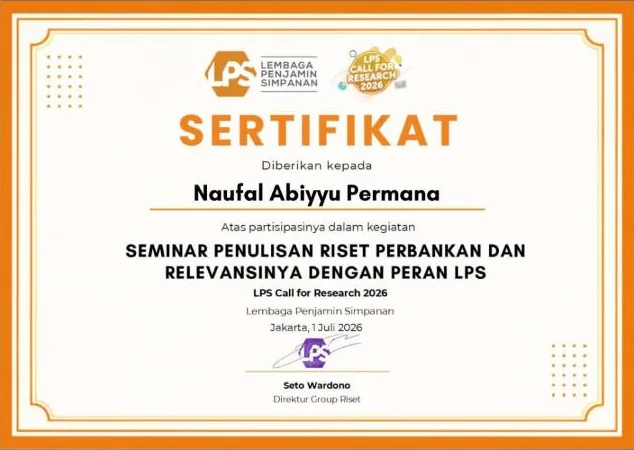 LPS LEMBAGA
PENJAMIN
SIMPANAN
LPS
CALL FOR
RESEARCH
2026
SERTIFIKAT
Diberikan kepada
Naufal Abiyyu Permana
Atas partisipasinya dalam kegiatan
SEMINAR PENULISAN RISET PERBANKAN DAN
RELEVANSINYA DENGAN PERAN LPS
LPS Call for Research 2026
Lembaga Penjamin Simpanan
Jakarta, 1 Juli 2026
LPS
Seto Wardono
Direktur Group Riset